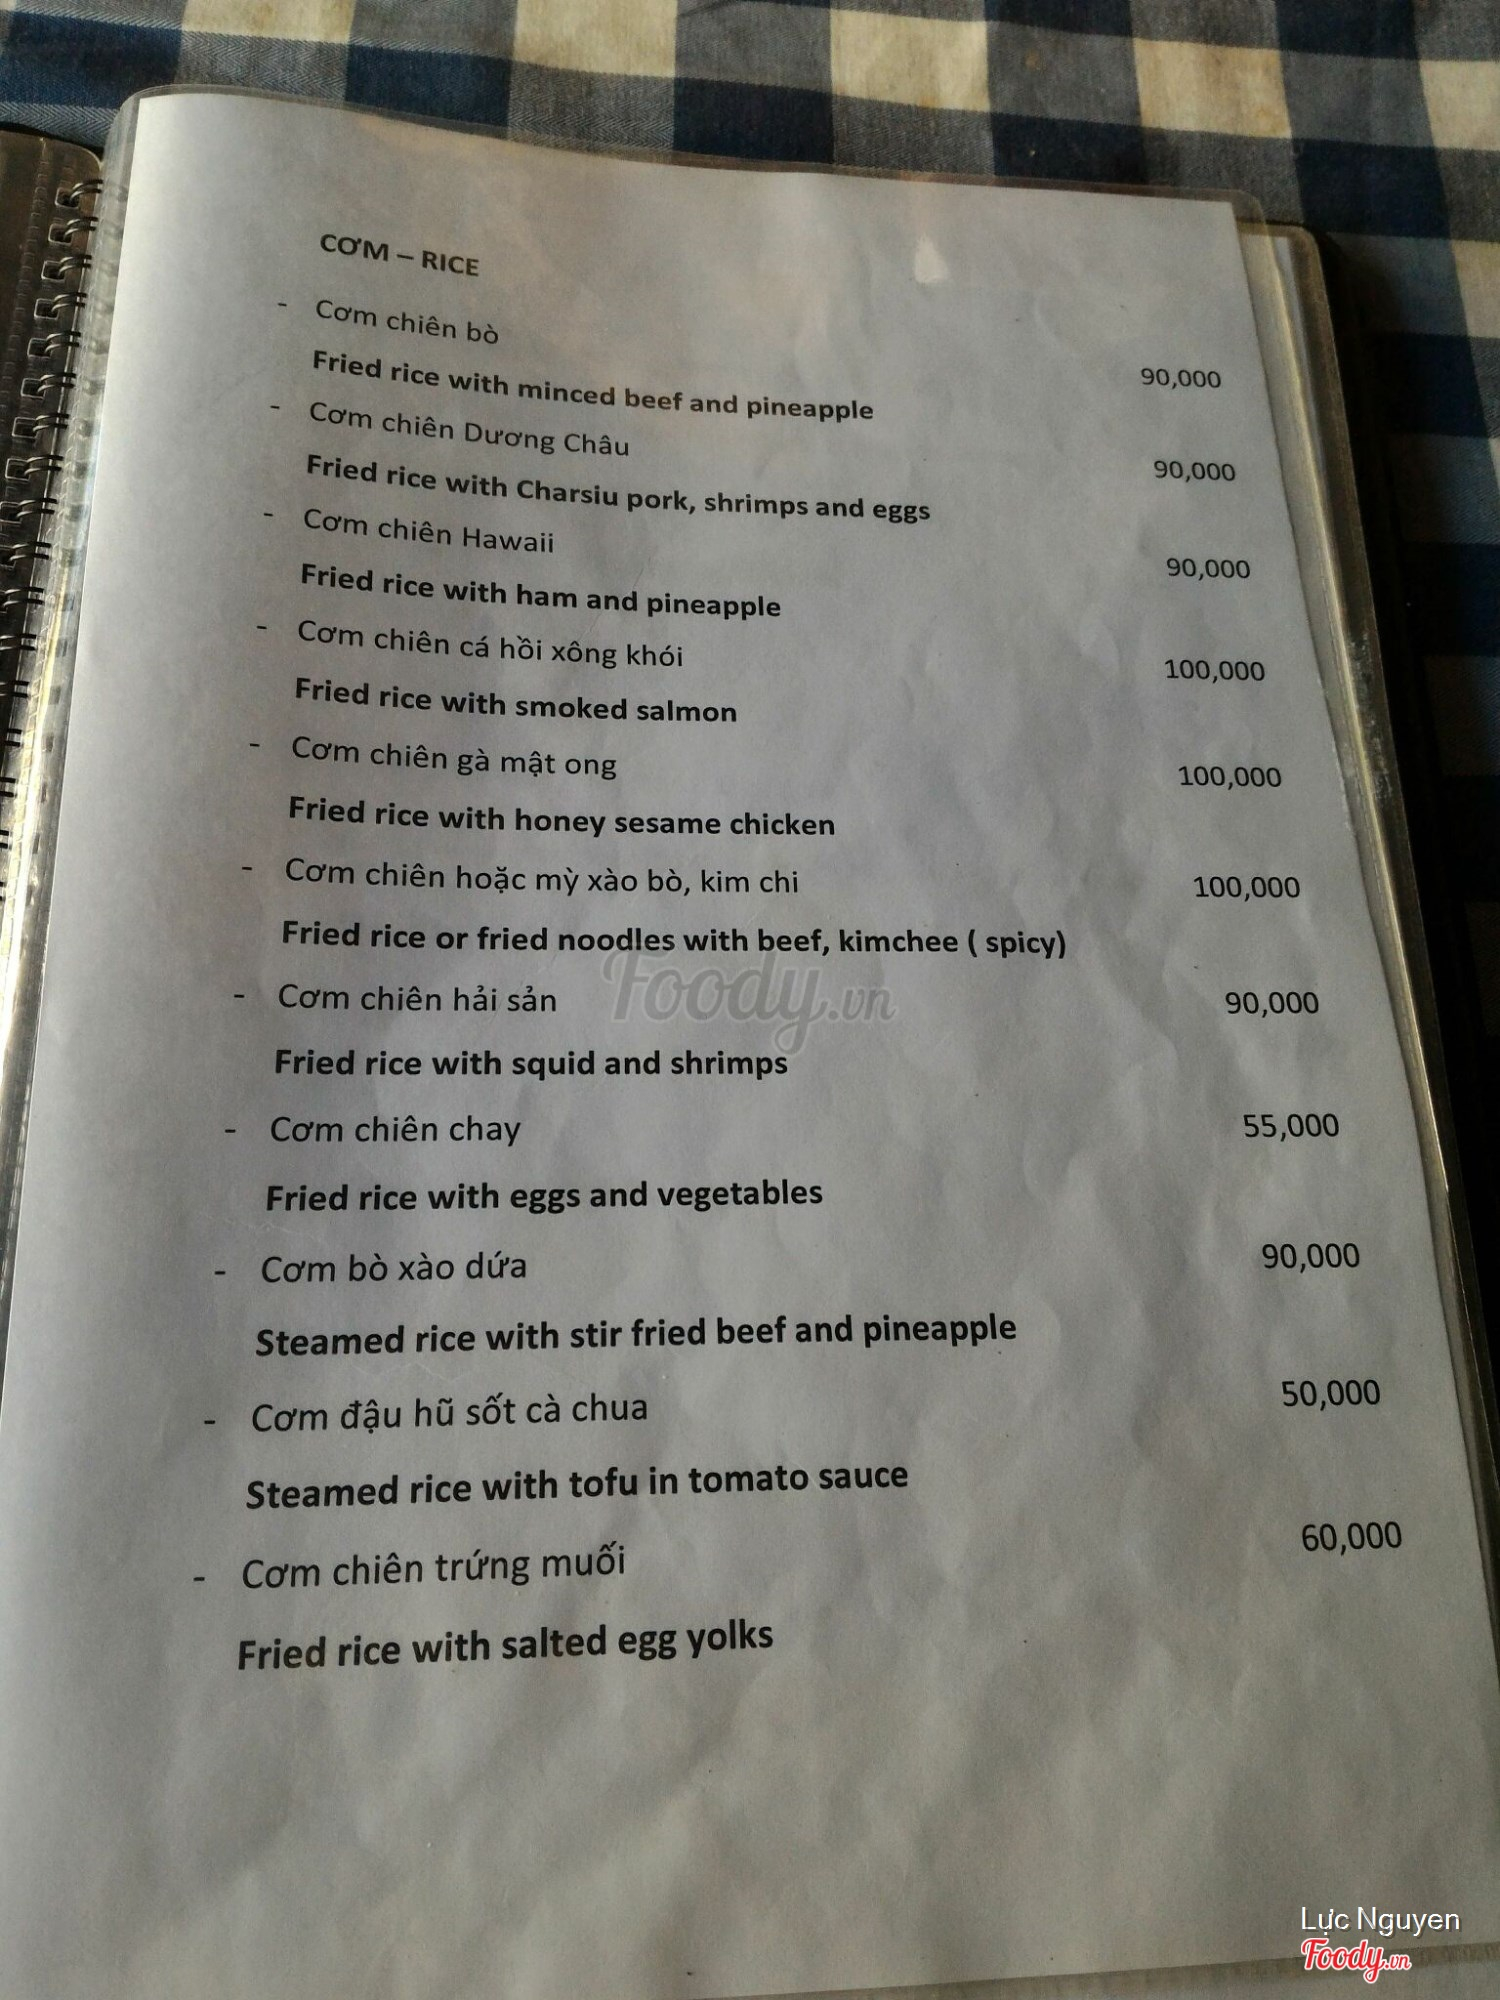 CƠM – RICE
- Cơm chiên bò 90,000
Fried rice with minced beef and pineapple
- Cơm chiên Dương Châu 90,000
Fried rice with Charsiu pork, shrimps and eggs
- Cơm chiên Hawaii 90,000
Fried rice with ham and pineapple
- Cơm chiên cá hồi xông khói 100,000
Fried rice with smoked salmon
- Cơm chiên gà mật ong 100,000
Fried rice with honey sesame chicken
- Cơm chiên hoặc mỳ xào bò, kim chi 100,000
Fried rice or fried noodles with beef, kimchee ( spicy)
- Cơm chiên hải sản 90,000
Fried rice with squid and shrimps
- Cơm chiên chay 55,000
Fried rice with eggs and vegetables
- Cơm bò xào dứa 90,000
Steamed rice with stir fried beef and pineapple
- Cơm đậu hũ sốt cà chua 50,000
Steamed rice with tofu in tomato sauce
- Cơm chiên trứng muối 60,000
Fried rice with salted egg yolks
Foody.vn
Lực Nguyen
Foody.vn